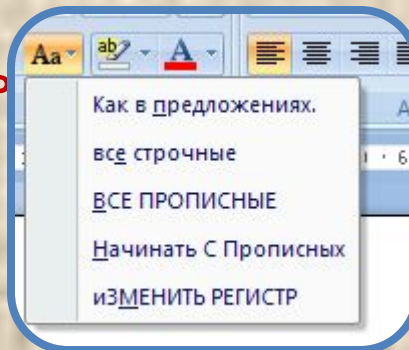 Aa ab A
Как в предложениях.
все строчные
ВСЕ ПРОПИСНЫЕ
Начинать С Прописных
иЗМЕНИТЬ РЕГИСТР